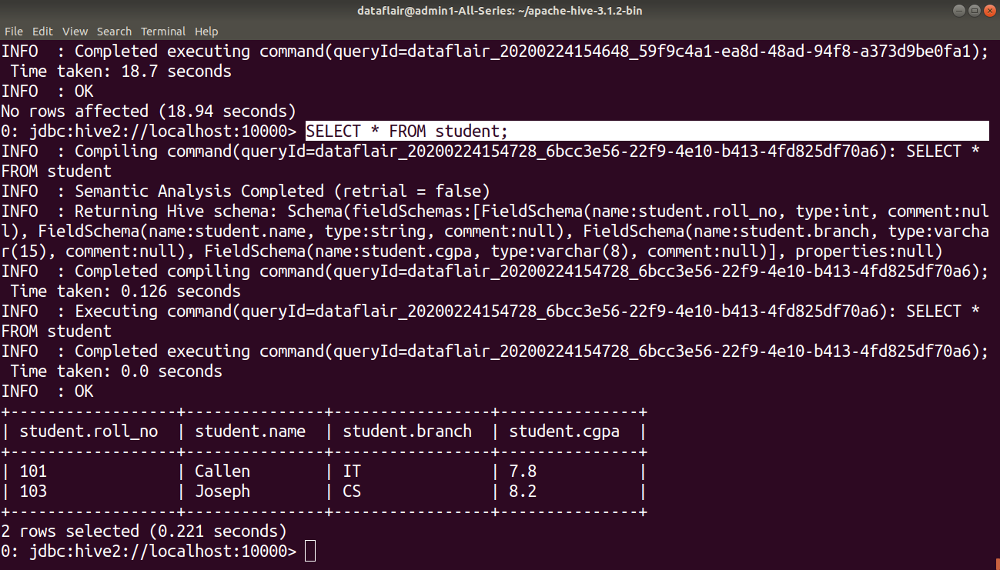 dataflair@admin1-All-Series: ~/apache-hive-3.1.2-bin
File Edit View Search Terminal Help
INFO  : Completed executing command(queryId=dataflair_20200224154648_59f9c4a1-ea8d-48ad-94f8-a373d9be0fa1);
 Time taken: 18.7 seconds
INFO  : OK
No rows affected (18.94 seconds)
0: jdbc:hive2://localhost:10000> SELECT * FROM student;
INFO  : Compiling command(queryId=dataflair_20200224154728_6bcc3e56-22f9-4e10-b413-4fd825df70a6): SELECT *
FROM student
INFO  : Semantic Analysis Completed (retrial = false)
INFO  : Returning Hive schema: Schema(fieldSchemas:[FieldSchema(name:student.roll_no, type:int, comment:nul
l), FieldSchema(name:student.name, type:string, comment:null), FieldSchema(name:student.branch, type:varcha
r(15), comment:null), FieldSchema(name:student.cgpa, type:varchar(8), comment:null)], properties:null)
INFO  : Completed compiling command(queryId=dataflair_20200224154728_6bcc3e56-22f9-4e10-b413-4fd825df70a6);
 Time taken: 0.126 seconds
INFO  : Executing command(queryId=dataflair_20200224154728_6bcc3e56-22f9-4e10-b413-4fd825df70a6): SELECT *
FROM student
INFO  : Completed executing command(queryId=dataflair_20200224154728_6bcc3e56-22f9-4e10-b413-4fd825df70a6);
 Time taken: 0.0 seconds
INFO  : OK
+------------------+---------------+-----------------+---------------+
| student.roll_no  | student.name  | student.branch  | student.cgpa  |
+------------------+---------------+-----------------+---------------+
| 101              | Callen        | IT              | 7.8           |
| 103              | Joseph        | CS              | 8.2           |
+------------------+---------------+-----------------+---------------+
2 rows selected (0.221 seconds)
0: jdbc:hive2://localhost:10000>